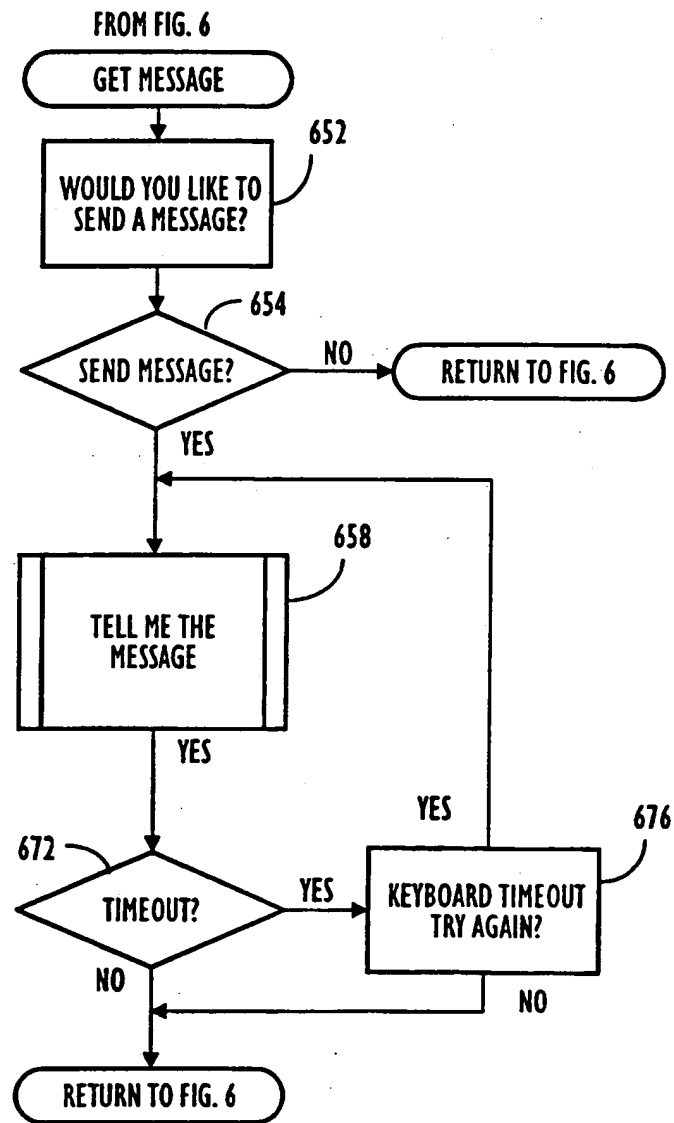 FROM FIG. 6
GET MESSAGE
652
WOULD YOU LIKE TO
SEND A MESSAGE?
654
SEND MESSAGE?
NO
RETURN TO FIG. 6
YES
658
TELL ME THE
MESSAGE
YES
YES
676
672
TIMEOUT?
YES
KEYBOARD TIMEOUT
TRY AGAIN?
NO
NO
RETURN TO FIG. 6